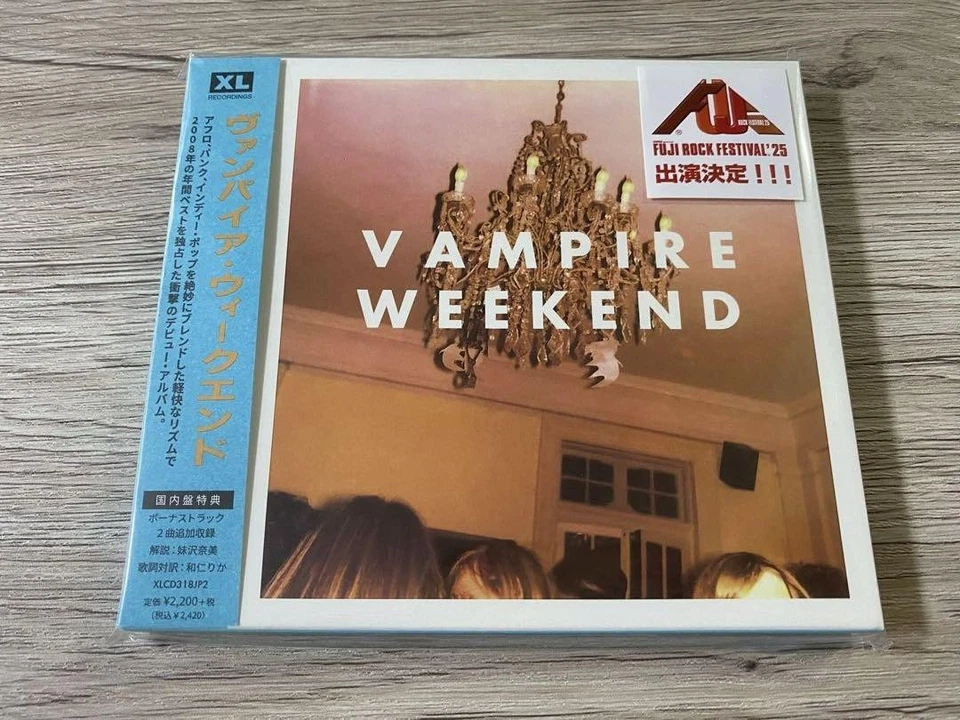 XL
RECORDINGS
ヴァンパイア・ウィークエンド
アフロ、パンク、インディー・ポップを絶妙にブレンドした軽快なリズムで
2008年の年間ベストを独占した衝撃のデビュー・アルバム。
国内盤特典
ボーナストラック
2曲追加収録
解説：妹沢奈美
歌詞対訳：和仁りか
XLCD318JP2
定価 ¥2,200+税
(税込¥2,420)
VAMPIRE
WEEKEND
FUJI
ROCK FESTIVAL'25
®
FUJI ROCK FESTIVAL'25
出演決定！！！